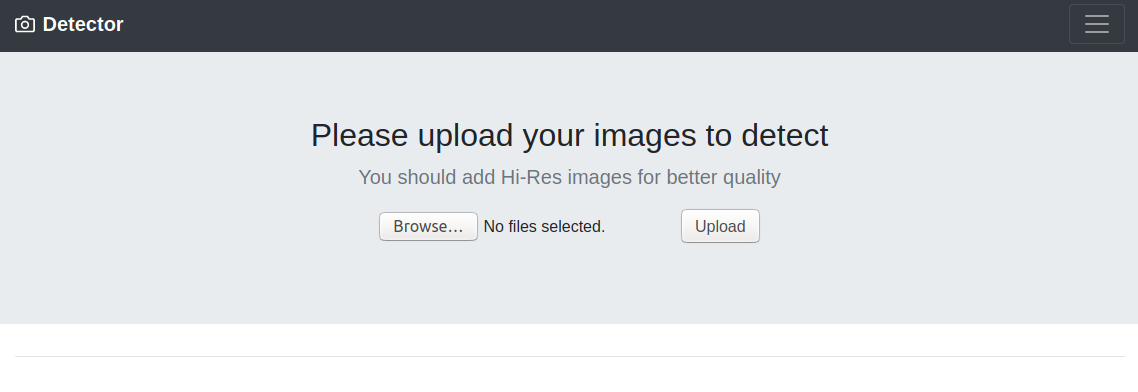 Detector
Please upload your images to detect
You should add Hi-Res images for better quality
Browse... No files selected. Upload